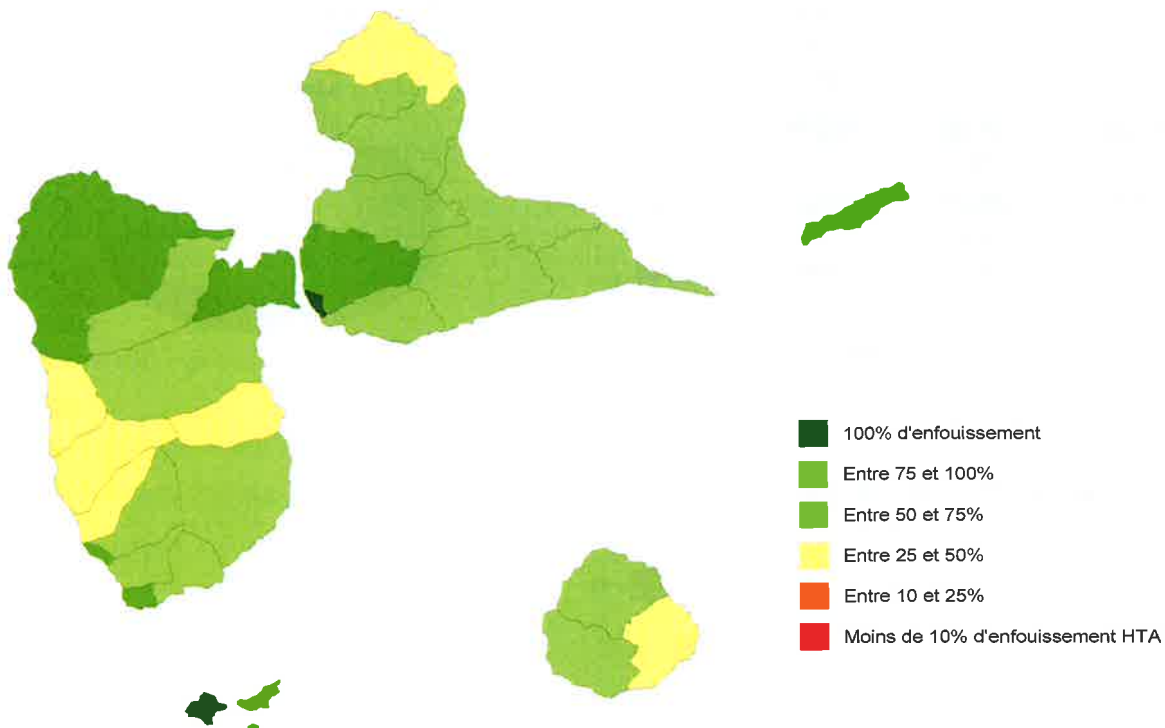 100% d'enfouissement
Entre 75 et 100%
Entre 50 et 75%
Entre 25 et 50%
Entre 10 et 25%
Moins de 10% d'enfouissement HTA